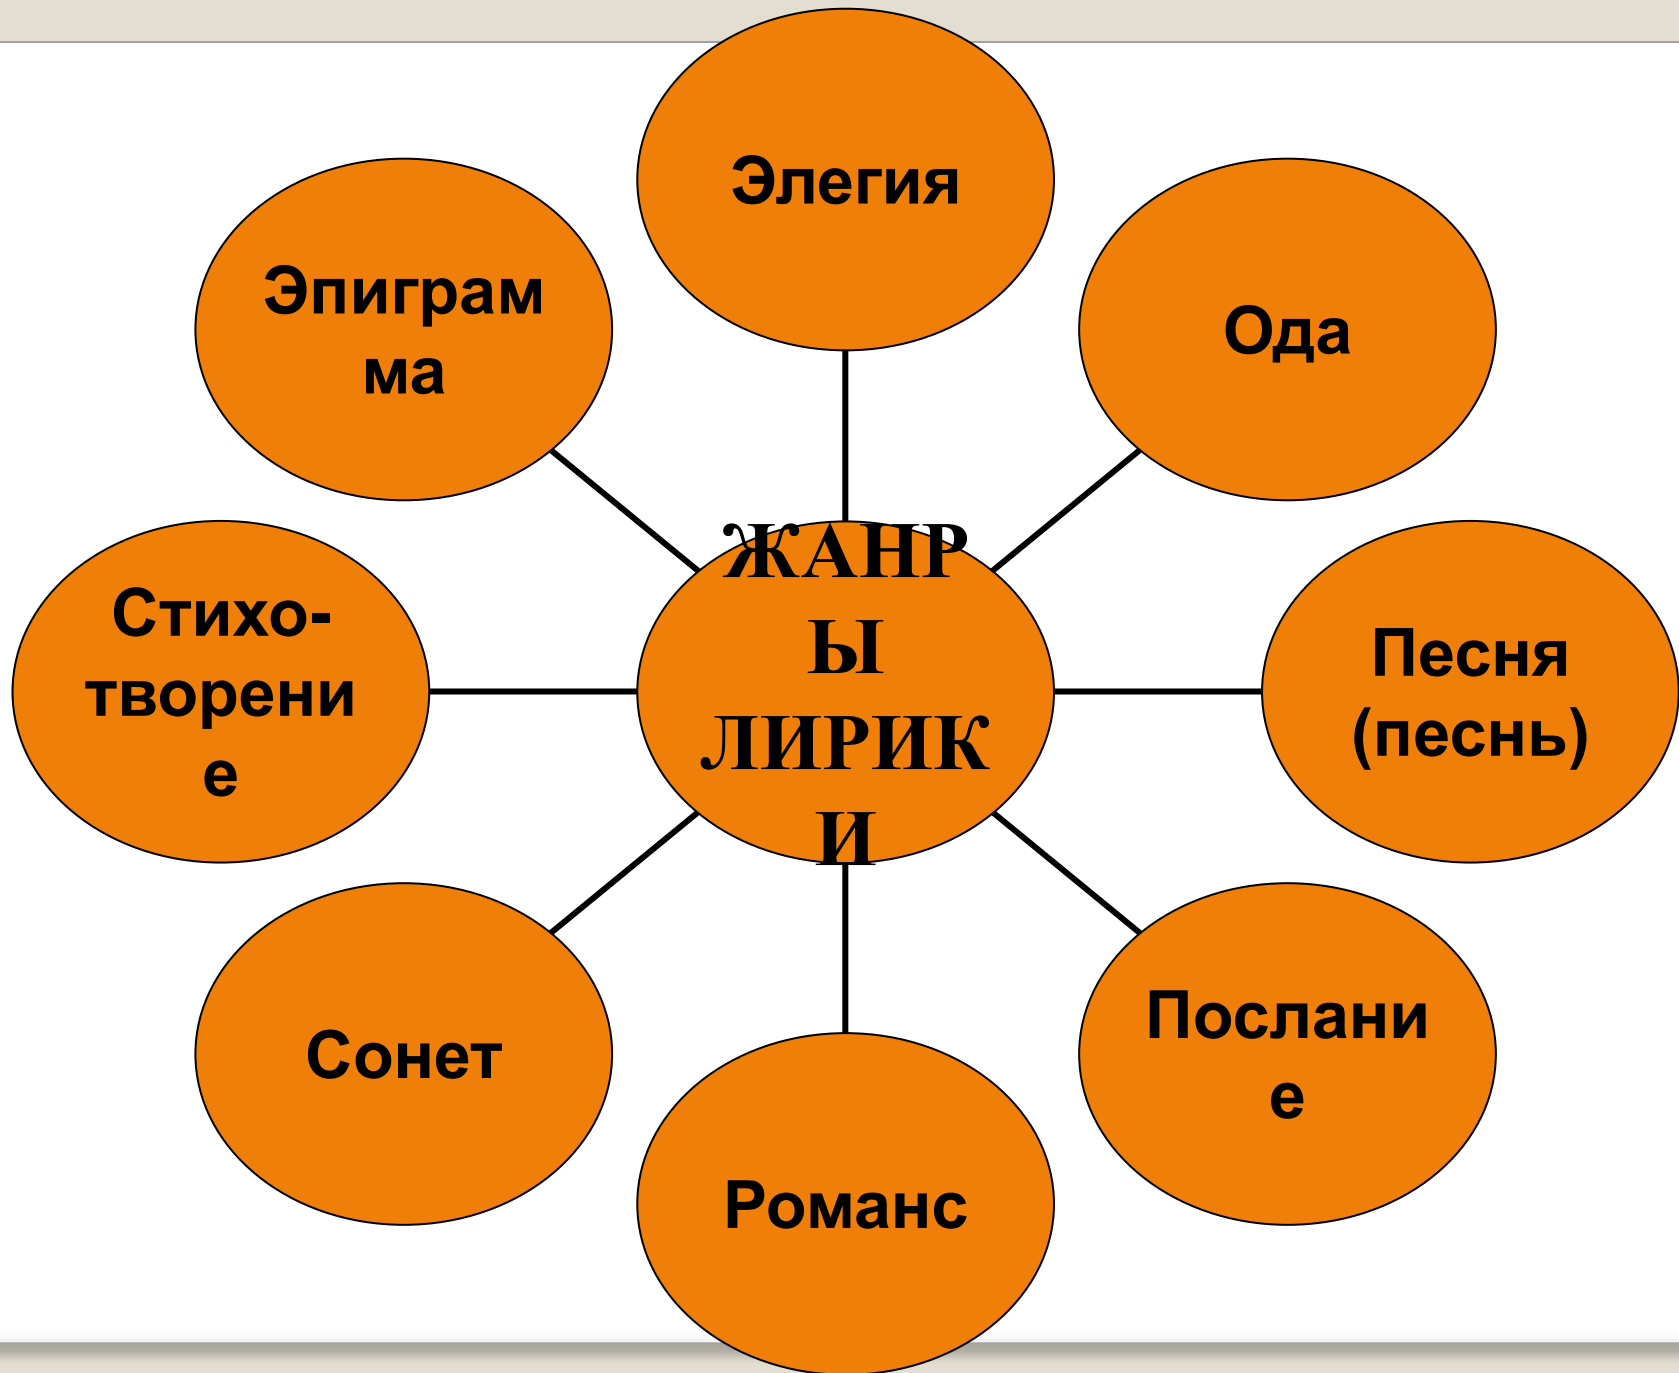 Элегия
Эпиграм
ма
Ода
ЖАНР
Ы
ЛИРИК
И
Стихо-
творени
е
Песня
(песнь)
Сонет
Послани
е
Романс